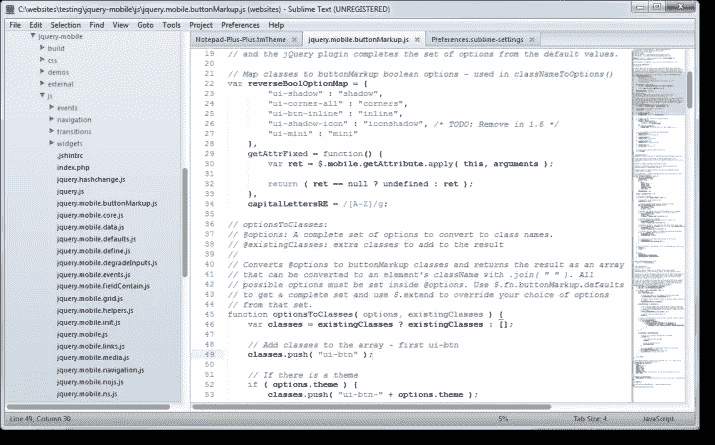 C:\websites\testing\jquery-mobile\js\jquery.mobile.buttonMarkup.js (websites) - Sublime Text (UNREGISTERED)
File Edit Selection Find View Goto Tools Project Preferences Help
jquery-mobile
build
css
demos
external
js
events
navigation
transitions
widgets
.jshintrc
index.php
jquery.hashchange.js
jquery.js
jquery.mobile.buttonMarkup.js
jquery.mobile.core.js
jquery.mobile.data.js
jquery.mobile.defaults.js
jquery.mobile.define.js
jquery.mobile.degradeInputs.js
jquery.mobile.events.js
jquery.mobile.fieldContain.js
jquery.mobile.grid.js
jquery.mobile.helpers.js
jquery.mobile.init.js
jquery.mobile.js
jquery.mobile.links.js
jquery.mobile.media.js
jquery.mobile.navigation.js
jquery.mobile.nojs.js
jquery.mobile.ns.js
Notepad-Plus-Plus.tmTheme jquery.mobile.buttonMarkup.js Preferences.sublime-settings
19 // and the jQuery plugin completes the set of options from the default values.
20
21 // Map classes to buttonMarkup boolean options - used in classNameToOptions()
22 var reverseBoolOptionMap = {
23 "ui-shadow" : "shadow",
24 "ui-corner-all" : "corners",
25 "ui-btn-inline" : "inline",
26 "ui-shadow-icon" : "iconshadow", /* TODO: Remove in 1.5 */
27 "ui-mini" : "mini"
28 },
29 getAttrFixed = function() {
30 var ret = $.mobile.getAttribute.apply( this, arguments );
31
32 return ( ret == null ? undefined : ret );
33 },
34 capitalLettersRE = /[A-Z]/g;
35
36 // optionsToClasses:
37 // @options: A complete set of options to convert to class names.
38 // @existingClasses: extra classes to add to the result
39 //
40 // Converts @options to buttonMarkup classes and returns the result as an array
41 // that can be converted to an element's className with .join( " " ). All
42 // possible options must be set inside @options. Use $.fn.buttonMarkup.defaults
43 // to get a complete set and use $.extend to override your choice of options
44 // from that set.
45 function optionsToClasses( options, existingClasses ) {
46 var classes = existingClasses ? existingClasses : [];
47
48 // Add classes to the array - first ui-btn
49 classes.push( "ui-btn" );
50
51 // If there is a theme
52 if ( options.theme ) {
53 classes.push( "ui-btn-" + options.theme );
Line 49, Column 30 5% Tab Size: 4 JavaScript